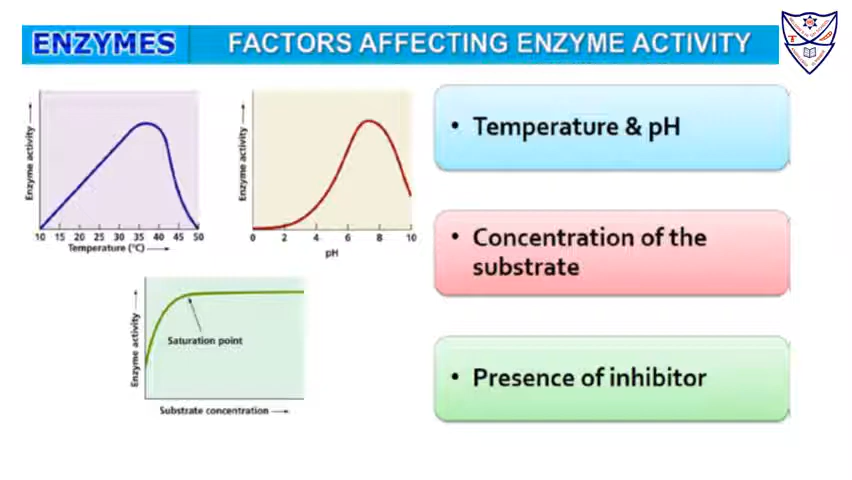 ENZYMES
FACTORS AFFECTING ENZYME ACTIVITY
Enzyme activity
10 15 20 25 30 35 40 45 50
Temperature (°C)
Enzyme activity
0 2 4 6 8 10
pH
• Temperature & pH
• Concentration of the
substrate
Enzyme activity
Saturation point
Substrate concentration
• Presence of inhibitor